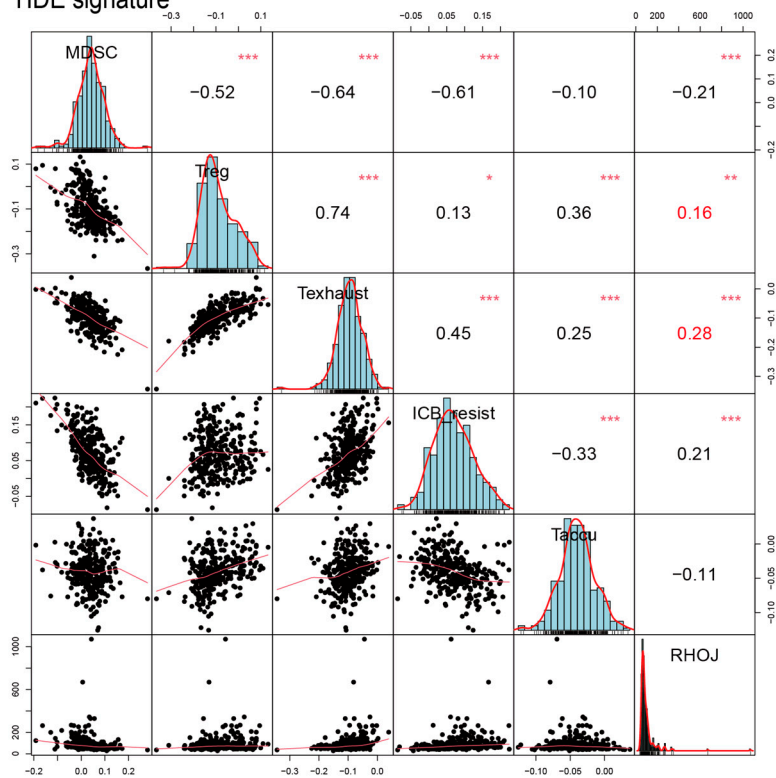 TIDE signature
−0.3 −0.1 0.1 −0.05 0.05 0.15 0 200 600 1000
MDSC *** *** *** ***
−0.52 −0.64 −0.61 −0.10 −0.21
−0.2 0.0 0.1 0.2
Treg *** * *** **
0.74 0.13 0.36 0.16
−0.3 −0.1 0.1
Texhaust *** *** ***
0.45 0.25 0.28
−0.3 −0.2 −0.1 0.0
ICB_resist *** ***
−0.33 0.21
−0.05 0.05 0.15
Taccu
−0.11
−0.10 −0.05 0.00
RHOJ
0 200 600 1000
−0.2 0.0 0.1 0.2 −0.3 −0.2 −0.1 0.0 −0.10 −0.05 0.00